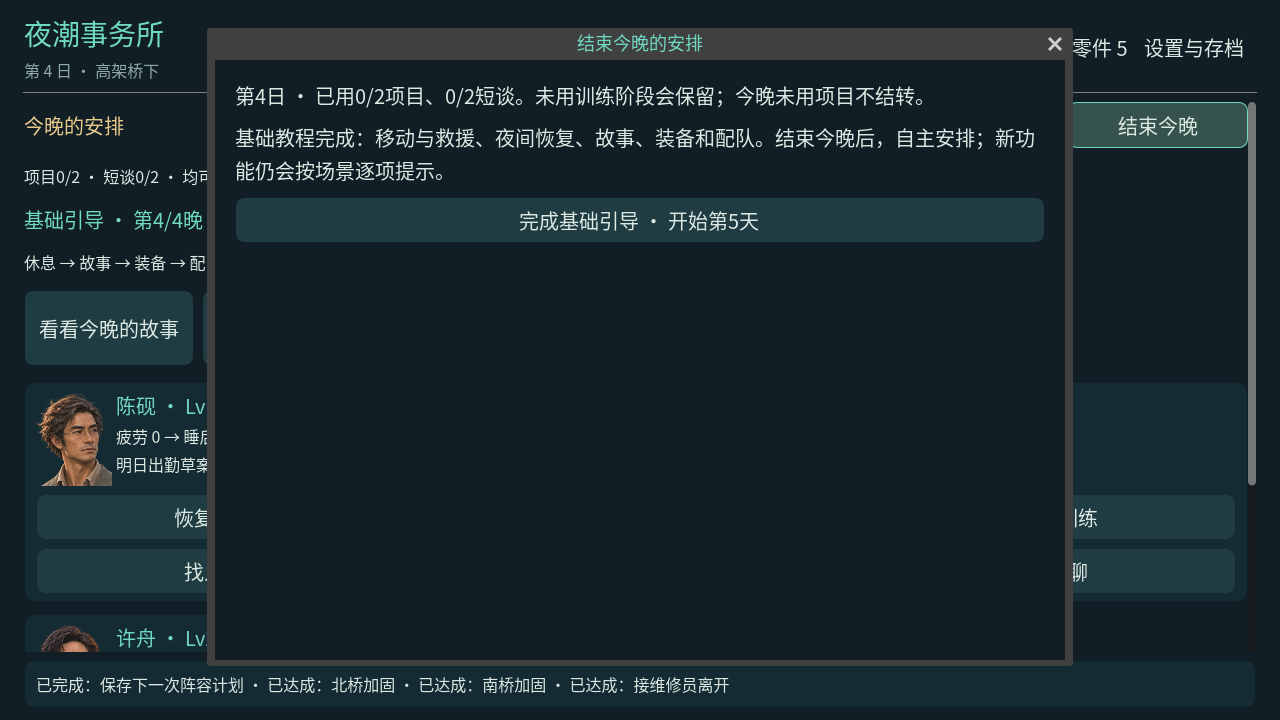 夜潮事务所
第 4 日 · 高架桥下
零件 5 设置与存档
结束今晚的安排
第4日 · 已用0/2项目、0/2短谈。未用训练阶段会保留；今晚未用项目不结转。
基础教程完成：移动与救援、夜间恢复、故事、装备和配队。结束今晚后，自主安排；新功
能仍会按场景逐项提示。
完成基础引导 · 开始第5天
今晚的安排
结束今晚
项目0/2 · 短谈0/2 · 均可
基础引导 · 第4/4晚
休息 → 故事 → 装备 → 配
看看今晚的故事
陈砚 · Lv
疲劳 0 → 睡后
明日出勤草案
恢复
练
找
聊
许舟 · Lv
已完成：保存下一次阵容计划 · 已达成：北桥加固 · 已达成：南桥加固 · 已达成：接维修员离开